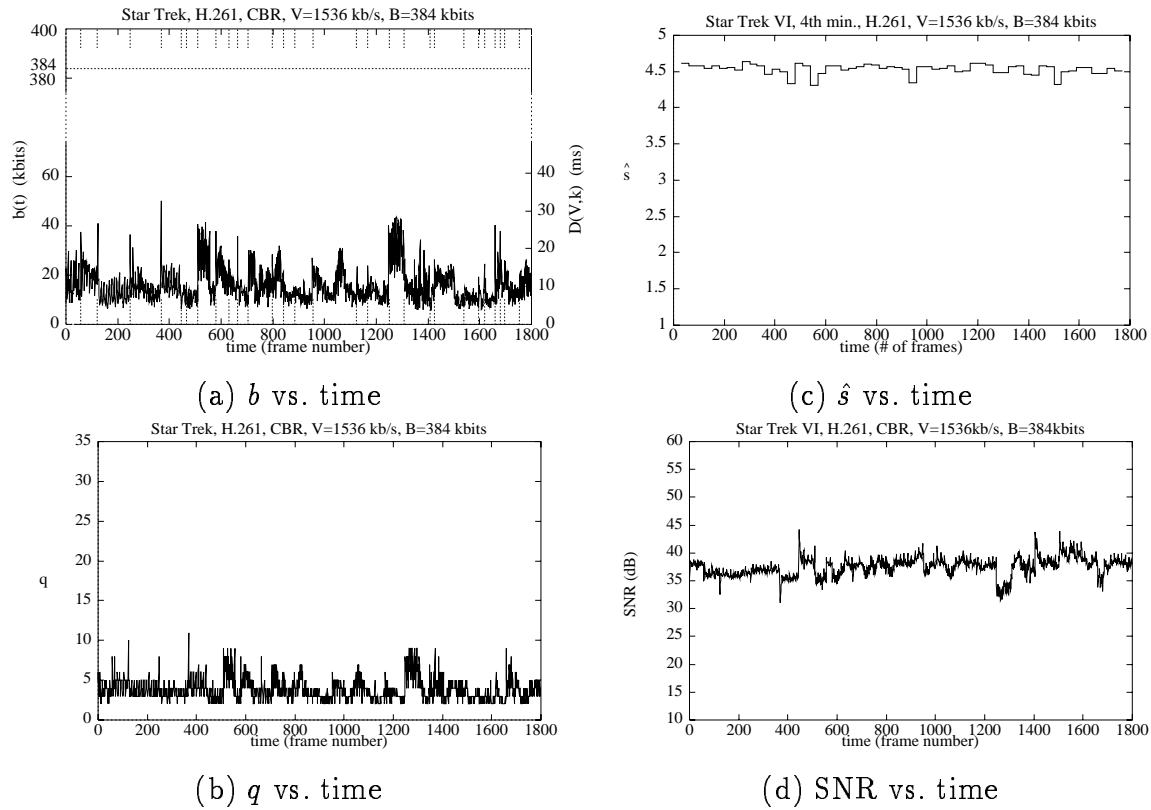 Star Trek, H.261, CBR, V=1536 kb/s, B=384 kbits
400
384
380
60
40
20
0
b(t) (kbits)
40
30
20
10
0
D(V,k) (ms)
0 200 400 600 800 1000 1200 1400 1600 1800
time (frame number)
(a) b vs. time
Star Trek VI, 4th min., H.261, V=1536 kb/s, B=384 kbits
5
4.5
4
3.5
3
2.5
2
1.5
1
ŝ
0 200 400 600 800 1000 1200 1400 1600 1800
time (# of frames)
(c) ŝ vs. time
Star Trek, H.261, CBR, V=1536 kb/s, B=384 kbits
35
30
25
20
15
10
5
0
q
0 200 400 600 800 1000 1200 1400 1600 1800
time (frame number)
(b) q vs. time
Star Trek VI, H.261, CBR, V=1536kb/s, B=384kbits
60
55
50
45
40
35
30
25
20
15
10
SNR (dB)
200 400 600 800 1000 1200 1400 1600 1800
time (frame number)
(d) SNR vs. time